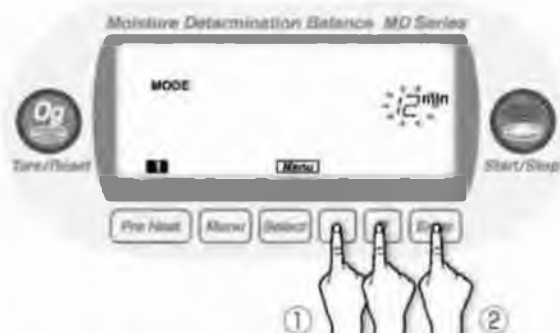 Moisture Determination Balance MD Series
MODE
12 min
0g
Tare/Reset
Start/Stop
1
Menu
Pre Heat Menu Select
① ②